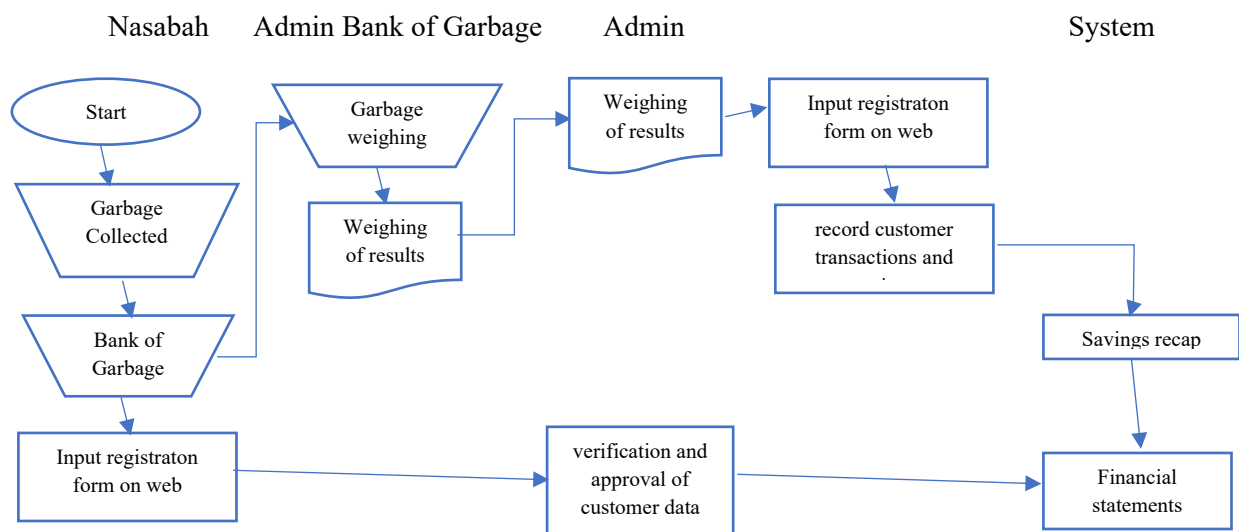 Nasabah
Admin Bank of Garbage
Admin
System
Start
Garbage
weighing
Weighing
of results
Input registraton
form on web
Garbage
Collected
Weighing
of results
record customer
transactions and
Bank of
Garbage
Savings recap
Input registraton
form on web
verification and
approval of
customer data
Financial
statements